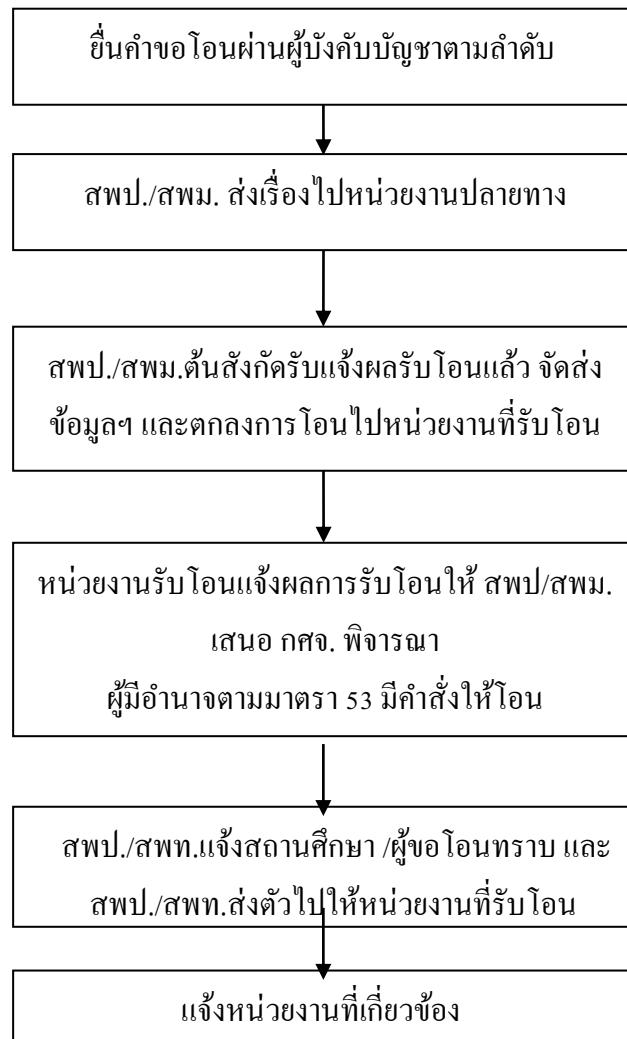 ยื่นคำขอโอนผ่านผู้บังคับบัญชาตามลำดับ
สพป./สพม. ส่งเรื่องไปหน่วยงานปลายทาง
สพป./สพม.ต้นสังกัดรับแจ้งผลรับโอนแล้ว จัดส่ง
ข้อมูลฯ และตกลงการโอนไปหน่วยงานที่รับโอน
หน่วยงานรับโอนแจ้งผลการรับโอนให้ สพป/สพม.
เสนอ กศจ. พิจารณา
ผู้มีอำนาจตามมาตรา 53 มีคำสั่งให้โอน
สพป./สพท.แจ้งสถานศึกษา /ผู้ขอโอนทราบ และ
สพป./สพท.ส่งตัวไปให้หน่วยงานที่รับโอน
แจ้งหน่วยงานที่เกี่ยวข้อง